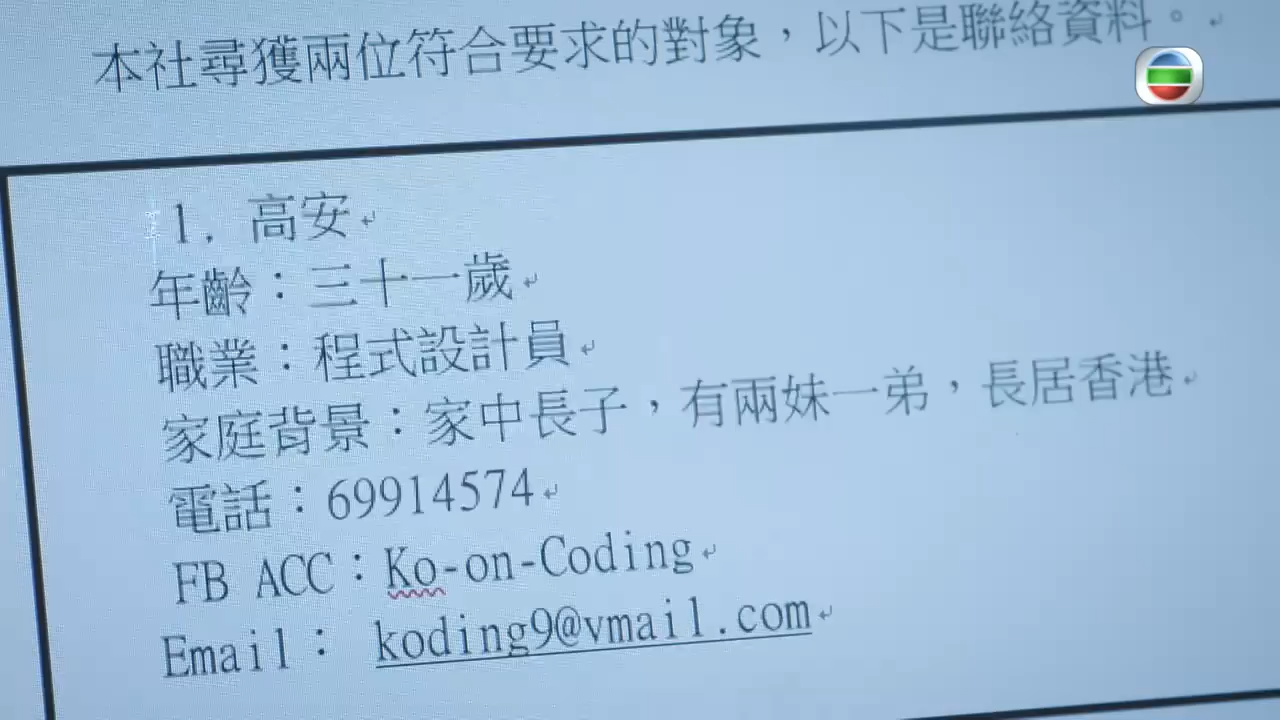 本社尋獲兩位符合要求的對象，以下是聯絡資料。
1. 高安
年齡：三十一歲
職業：程式設計員
家庭背景：家中長子，有兩妹一弟，長居香港
電話：69914574
FB ACC：Ko-on-Coding
Email： koding9@vmail.com